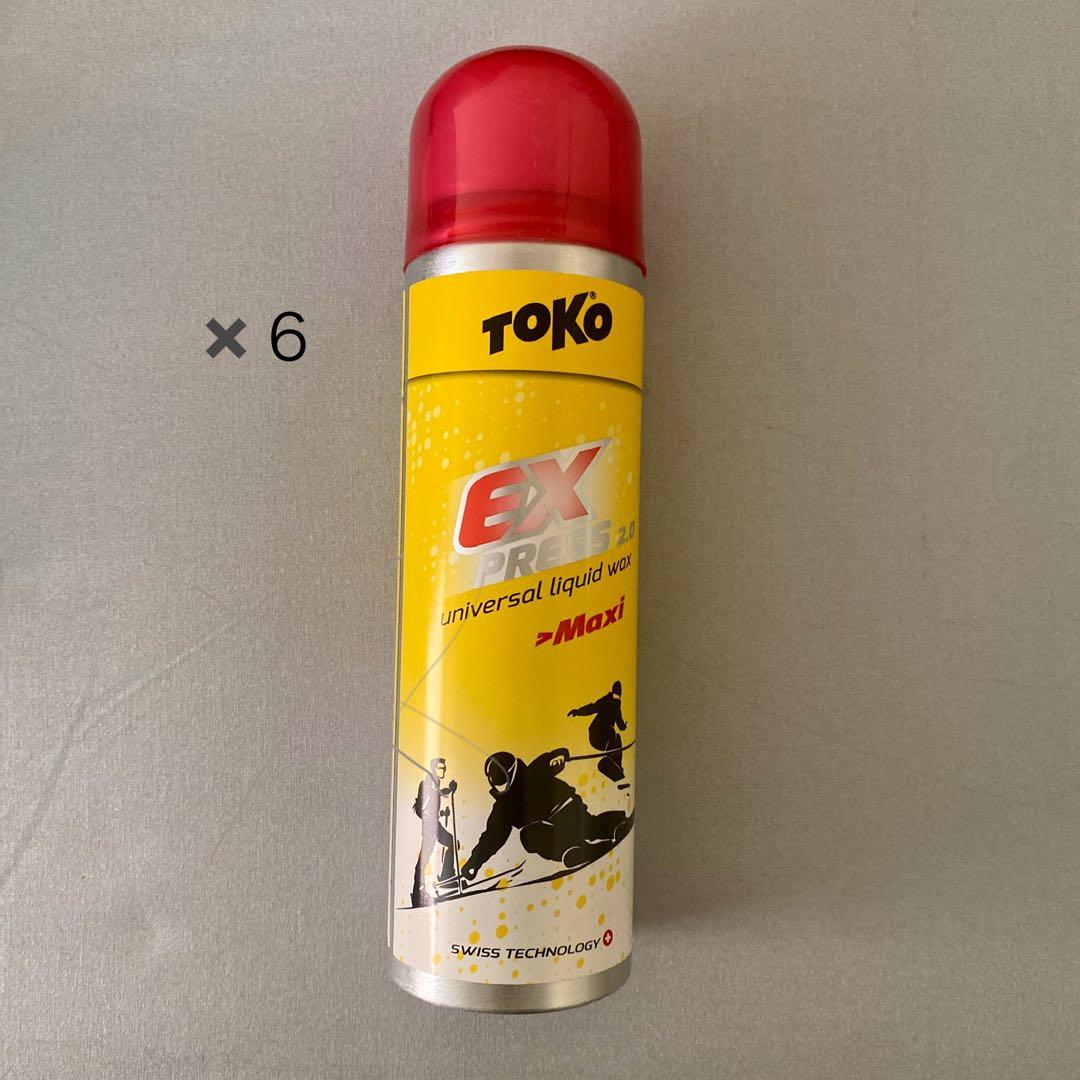 TOKO®
✖ 6
EX
PRESS 2.0
universal liquid wax
>Maxi
SWISS TECHNOLOGY